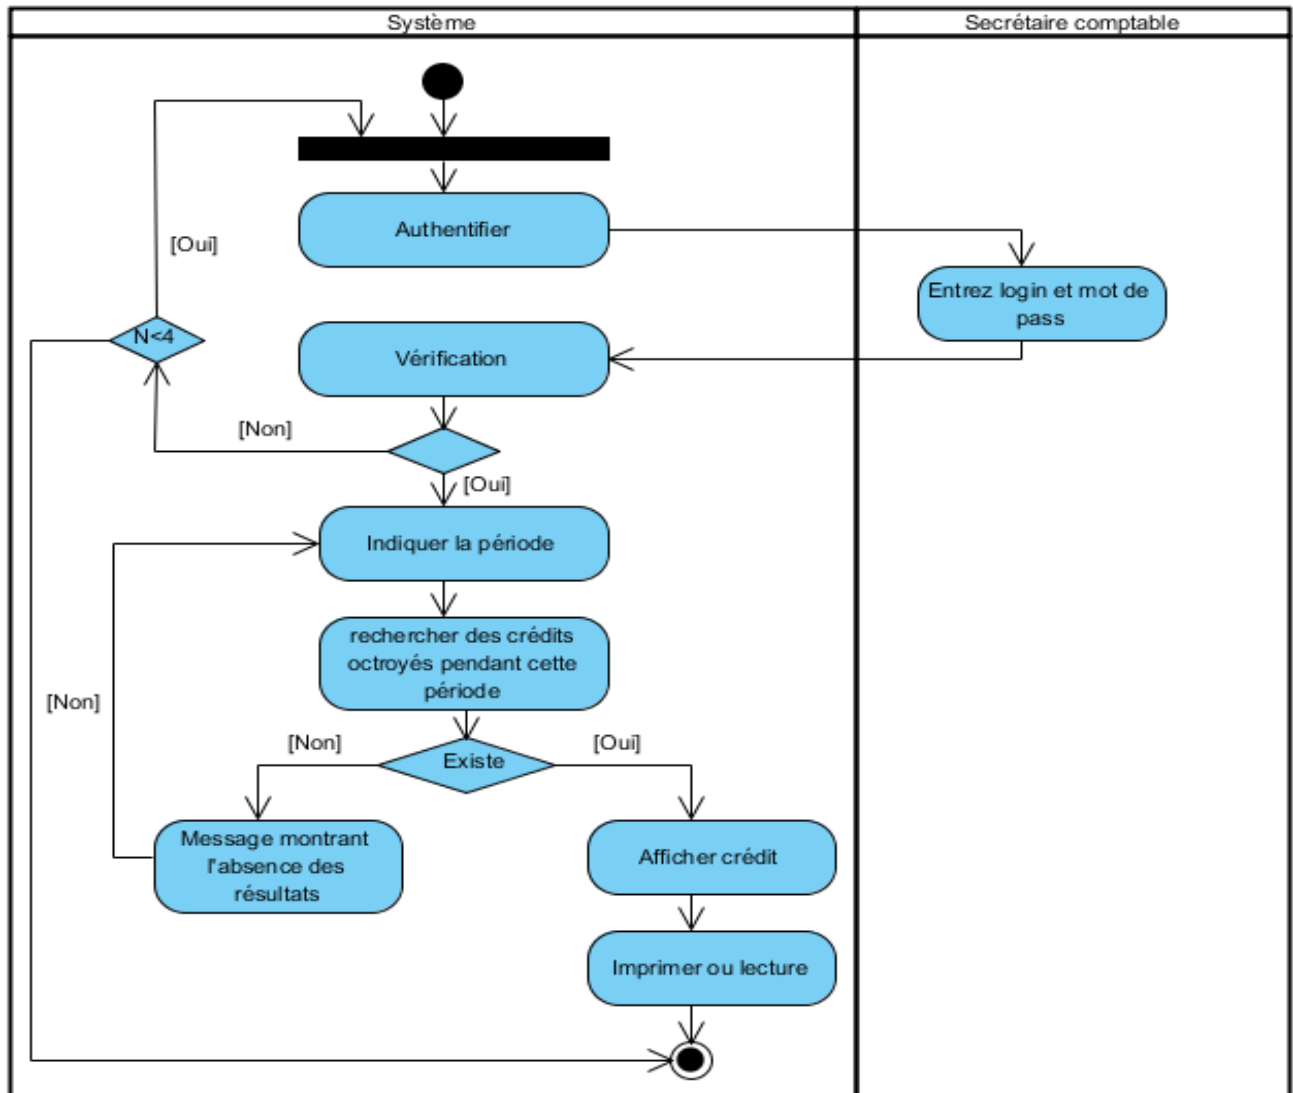 Système
Secrétaire comptable
Authentifier
[Oui]
Entrez login et mot de
pass
N<4
Vérification
[Non]
[Oui]
Indiquer la période
rechercher des crédits
octroyés pendant cette
période
[Non]
[Non]
[Oui]
Existe
Message montrant
l'absence des
résultats
Afficher crédit
Imprimer ou lecture